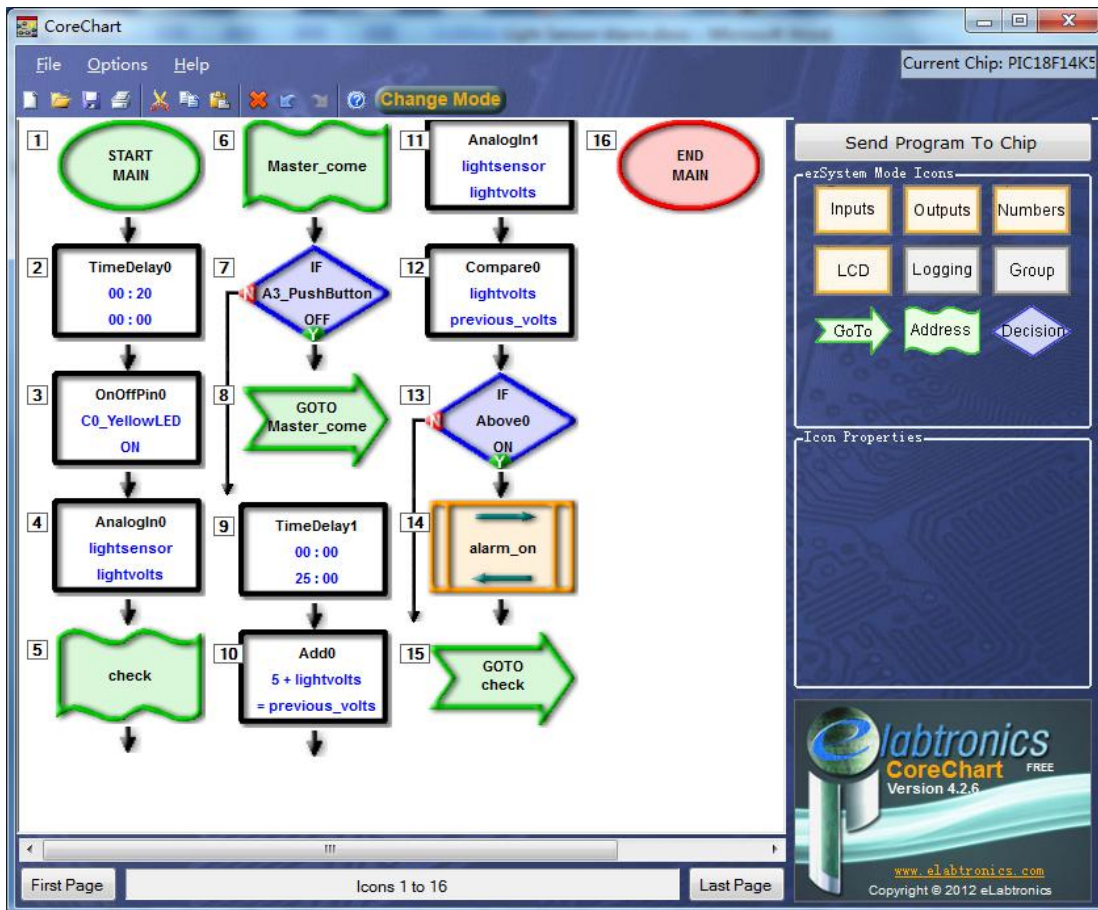 CoreChart
File Options Help
Current Chip: PIC18F14K5
Change Mode
1
START
MAIN
2
TimeDelay0
00 : 20
00 : 00
3
OnOffPin0
C0_YellowLED
ON
4
AnalogIn0
lightsensor
lightvolts
5
check
6
Master_come
7
IF
A3_PushButton
OFF
N
Y
8
GOTO
Master_come
9
TimeDelay1
00 : 00
25 : 00
10
Add0
5 + lightvolts
= previous_volts
11
AnalogIn1
lightsensor
lightvolts
12
Compare0
lightvolts
previous_volts
13
IF
Above0
ON
N
Y
14
alarm_on
15
GOTO
check
16
END
MAIN
Send Program To Chip
ezSystem Mode Icons
Inputs Outputs Numbers
LCD Logging Group
GoTo Address Decision
Icon Properties
elabtronics
CoreChart FREE
Version 4.2.6
www.elabtronics.com
Copyright © 2012 eLabtronics
First Page Icons 1 to 16 Last Page